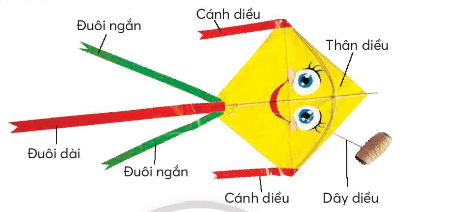 Cánh diều
Đuôi ngắn
Thân diều
Đuôi dài
Đuôi ngắn
Cánh diều
Dây diều